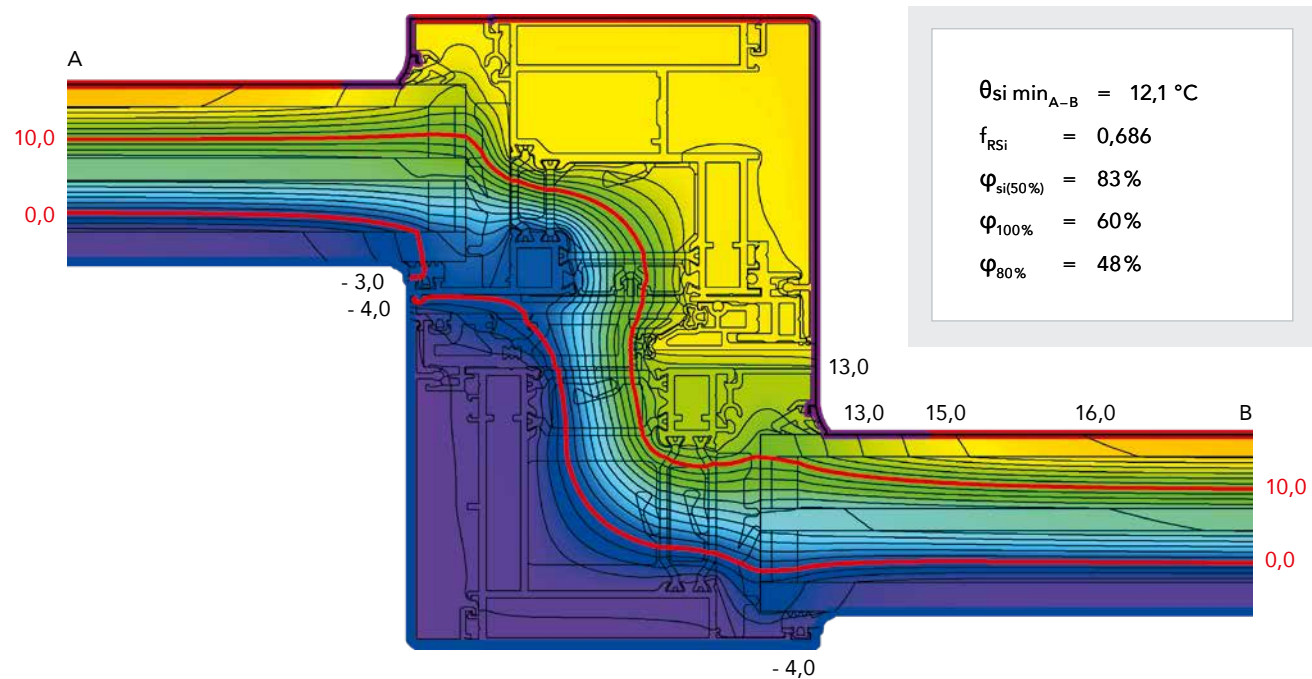 A
θsi min A–B = 12,1 °C
fRSi = 0,686
φsi(50%) = 83%
φ100% = 60%
φ80% = 48%
10,0
0,0
- 3,0
- 4,0
13,0
13,0 15,0 16,0 B
10,0
0,0
- 4,0